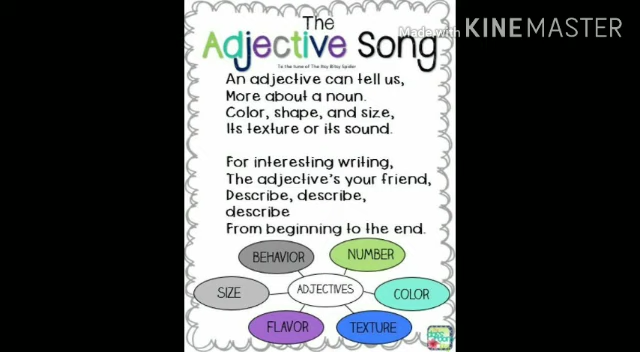 The
Made with KINEMASTER
Adjective Song
To the tune of The Itsy Bitsy Spider
An adjective can tell us,
More about a noun.
Color, shape, and size,
Its texture or its sound.
For interesting writing,
The adjective's your friend,
Describe, describe,
describe
From beginning to the end.
BEHAVIOR
NUMBER
SIZE
ADJECTIVES
COLOR
FLAVOR
TEXTURE